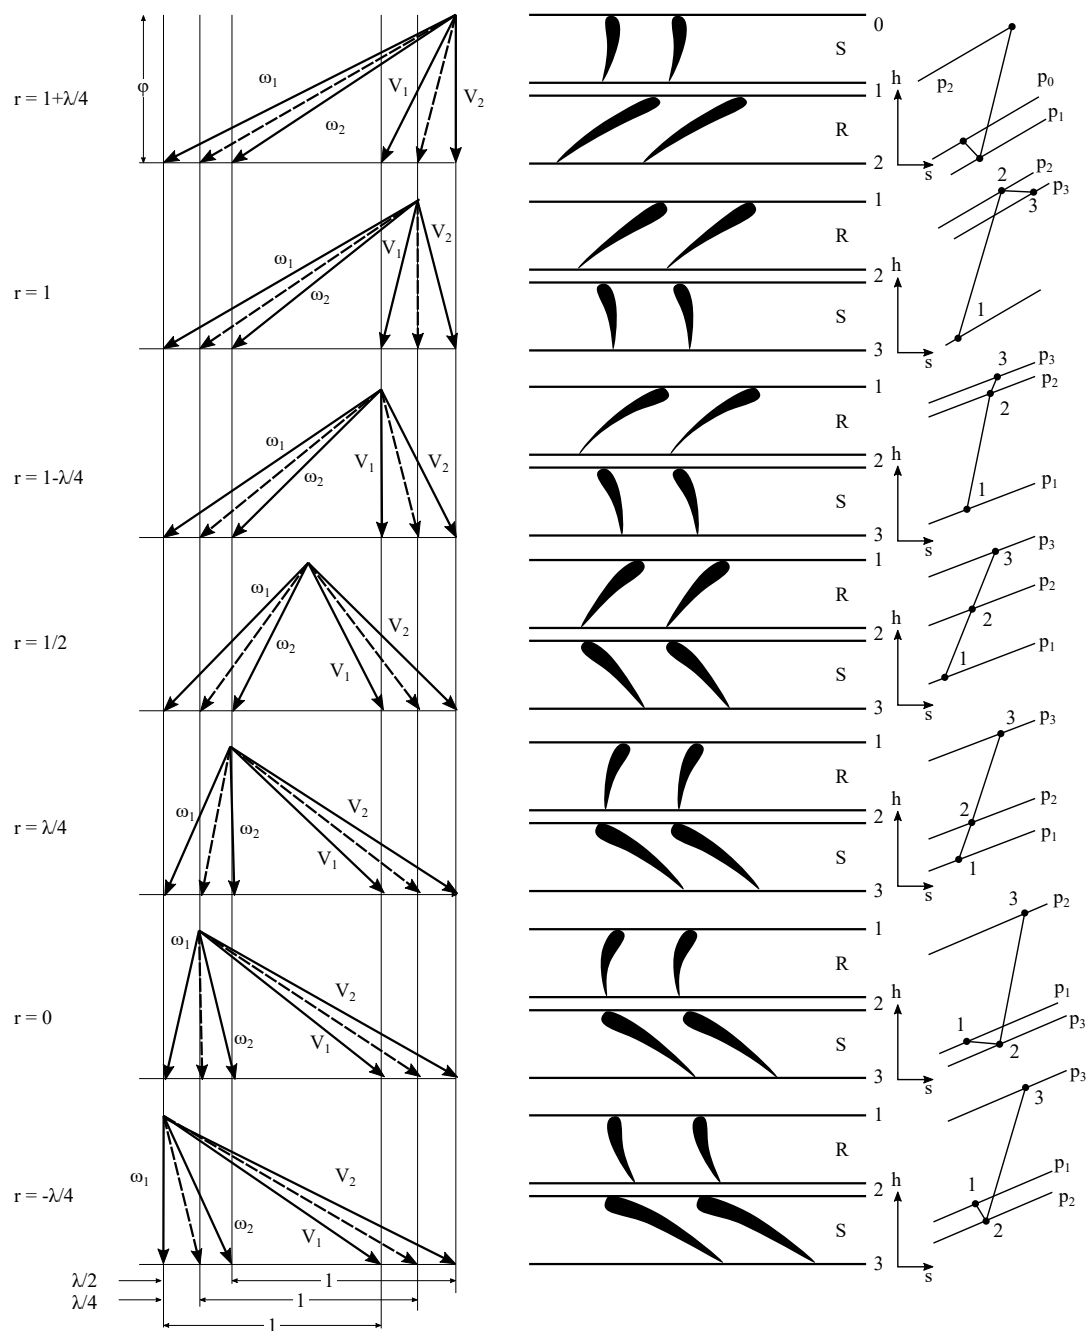 r = 1+λ/4
φ
ω₁
ω₂
V₁
V₂
S
R
0
1
2
h
s
p₂
p₀
p₁
r = 1
ω₁
ω₂
V₁
V₂
R
S
1
2
3
h
s
p₂
p₃
2
3
1
r = 1-λ/4
ω₁
ω₂
V₁
V₂
R
S
1
2
3
h
s
p₃
p₂
p₁
3
2
1
r = 1/2
ω₁
ω₂
V₁
V₂
R
S
1
2
3
h
s
p₃
p₂
p₁
3
2
1
r = λ/4
ω₁
ω₂
V₁
V₂
R
S
1
2
3
h
s
p₃
p₂
p₁
3
2
1
r = 0
ω₁
ω₂
V₁
V₂
R
S
1
2
3
h
s
p₂
p₁
p₃
3
1
2
r = -λ/4
ω₁
ω₂
V₁
V₂
R
S
1
2
3
h
s
p₃
p₁
p₂
3
1
2
λ/2
1
λ/4
1
1